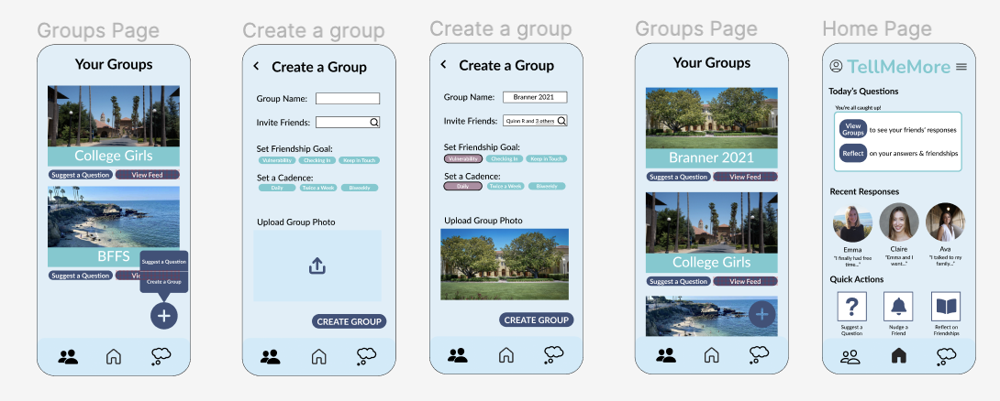 Groups Page
Your Groups
College Girls
Suggest a Question
View Feed
BFFS
Suggest a Question
Suggest a Question
Create a Group
Create a group
Create a Group
Group Name:
Invite Friends:
Set Friendship Goal:
Vulnerability
Checking In
Keep in Touch
Set a Cadence:
Daily
Twice a Week
Biweekly
Upload Group Photo
CREATE GROUP
Create a group
Create a Group
Group Name: Branner 2021
Invite Friends: Quinn R and 3 others
Set Friendship Goal:
Vulnerability
Checking In
Keep in Touch
Set a Cadence:
Daily
Twice a Week
Biweekly
Upload Group Photo
CREATE GROUP
Groups Page
Your Groups
Branner 2021
Suggest a Question
View Feed
College Girls
Suggest a Question
View Feed
Home Page
TellMeMore
Today's Questions
You're all caught up!
View
Groups
to see your friends' responses
Reflect
on your answers & friendships
Recent Responses
Emma
"I finally had free
time..."
Claire
"Emma and I
went..."
Ava
"I talked to my
family..."
Quick Actions
?
Suggest a
Question
Nudge a
Friend
Reflect on
Friendships